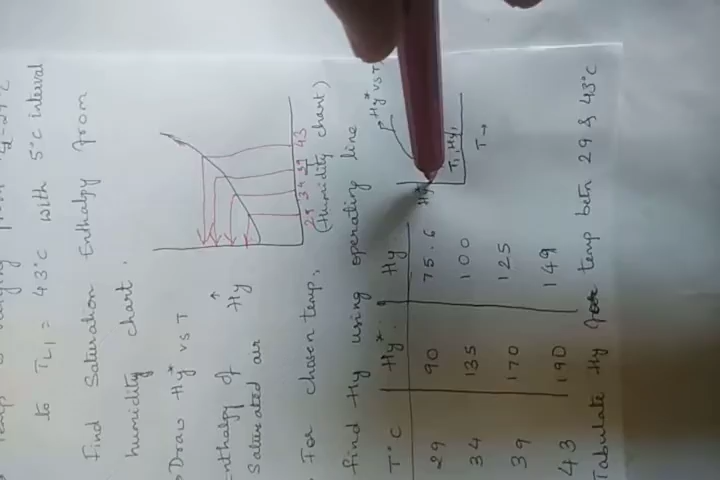 to TL1 = 43°C with 5°C interval
Find Saturation Enthalpy from
humidity chart.
Draw Hy* vs T
Enthalpy of Hy
Saturated air
29 34 39 43
(Humidity chart)
For chosen temp,
find Hy using operating line
T°C Hy* Hy
29 90 75.6
34 135 100
39 170 125
43 190 149
Hy* vs T
Hy*
T1, Hy1
T →
Tabulate Hy for temp betn 29 & 43°C